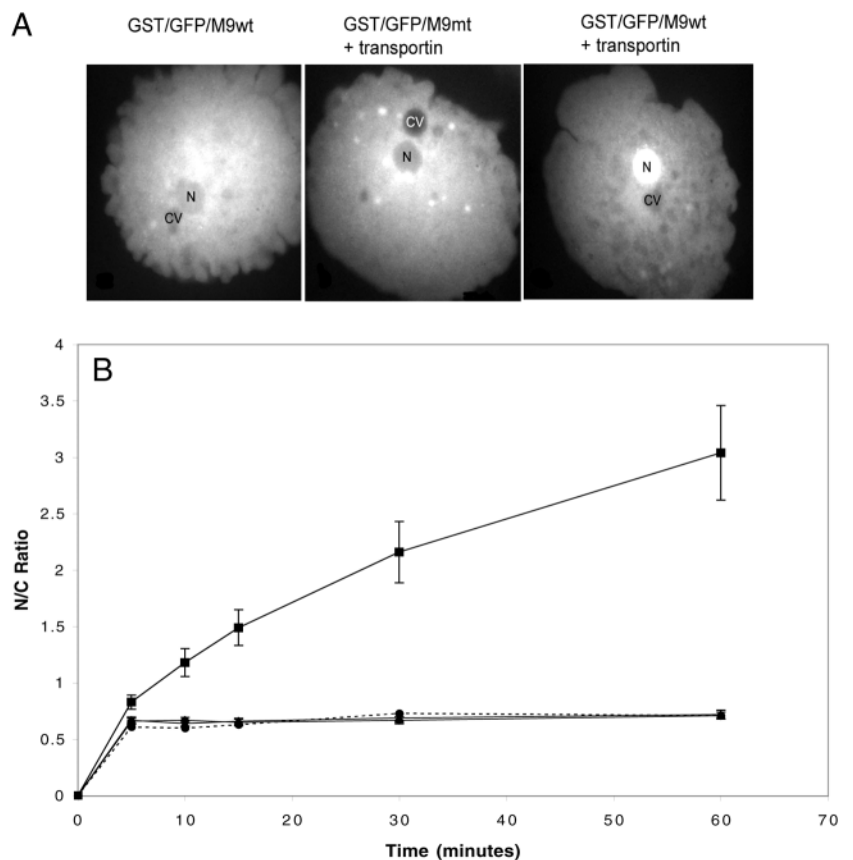 A
GST/GFP/M9wt
GST/GFP/M9mt
+ transportin
GST/GFP/M9wt
+ transportin
N
CV
CV
N
N
CV
B
4
3.5
3
2.5
2
1.5
1
0.5
0
N/C Ratio
0 10 20 30 40 50 60 70
Time (minutes)